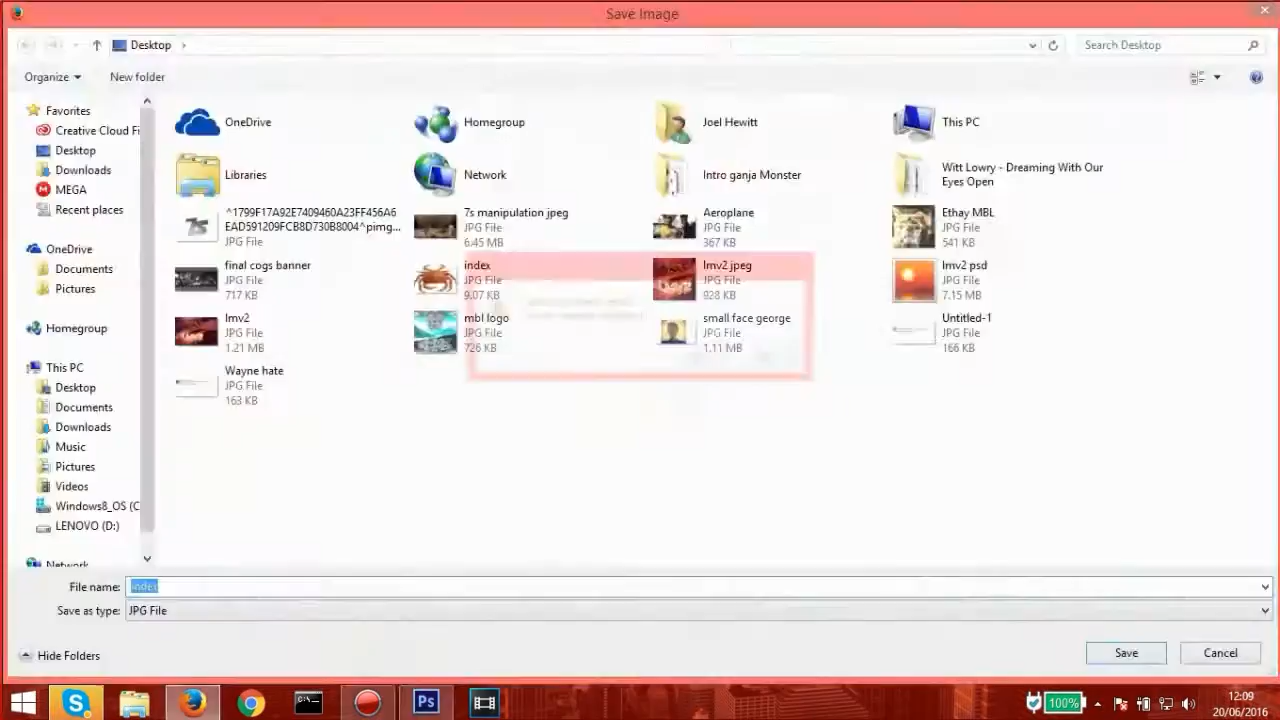 Save Image
Desktop
Search Desktop
Organize
New folder
Favorites
Creative Cloud Fi
Desktop
Downloads
MEGA
Recent places
OneDrive
Documents
Pictures
Homegroup
This PC
Desktop
Documents
Downloads
Music
Pictures
Videos
Windows8_OS (C
LENOVO (D:)
Network
OneDrive
Homegroup
Joel Hewitt
This PC
Libraries
Network
Intro ganja Monster
Witt Lowry - Dreaming With Our
Eyes Open
^1799F17A92E7409460A23FF456A6
EAD591209FCB8D730B8004^pimg...
JPG File
7s manipulation jpeg
JPG File
6.45 MB
Aeroplane
JPG File
367 KB
Ethay MBL
JPG File
541 KB
final cogs banner
JPG File
717 KB
index
JPG File
9.07 KB
lmv2 jpeg
JPG File
928 KB
lmv2 psd
JPG File
7.15 MB
lmv2
JPG File
1.21 MB
mbl logo
JPG File
726 KB
small face george
JPG File
1.11 MB
Untitled-1
JPG File
166 KB
Wayne hate
JPG File
163 KB
File name: index
Save as type: JPG File
Hide Folders
Save
Cancel
Ps
100%
12:09
20/06/2016